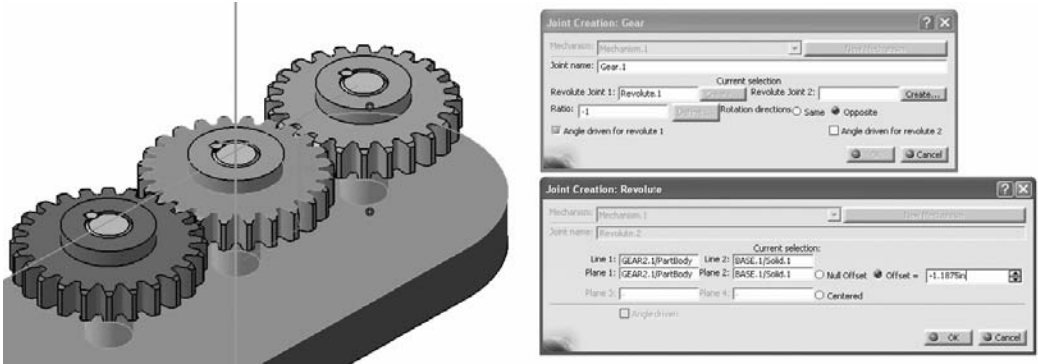 Joint Creation: Gear
Mechanism: Mechanism.1 New Mechanism
Joint name: Gear.1
Current selection
Revolute Joint 1: Revolute.1 Revolute Joint 2: Create...
Ratio: -1 Rotation directions Same Opposite
Angle driven for revolute 1 Angle driven for revolute 2
Cancel
Joint Creation: Revolute
Mechanism: Mechanism.1 New Mechanism
Joint name: Revolute.2
Current selection:
Line 1: GEAR2.1/PartBody Line 2: BASE.1/Solid.1
Plane 1: GEAR2.1/PartBody Plane 2: BASE.1/Solid.1 Null Offset Offset = -1.1875in
Plane 3: - Plane 4: - Centered
Angle driven
OK Cancel